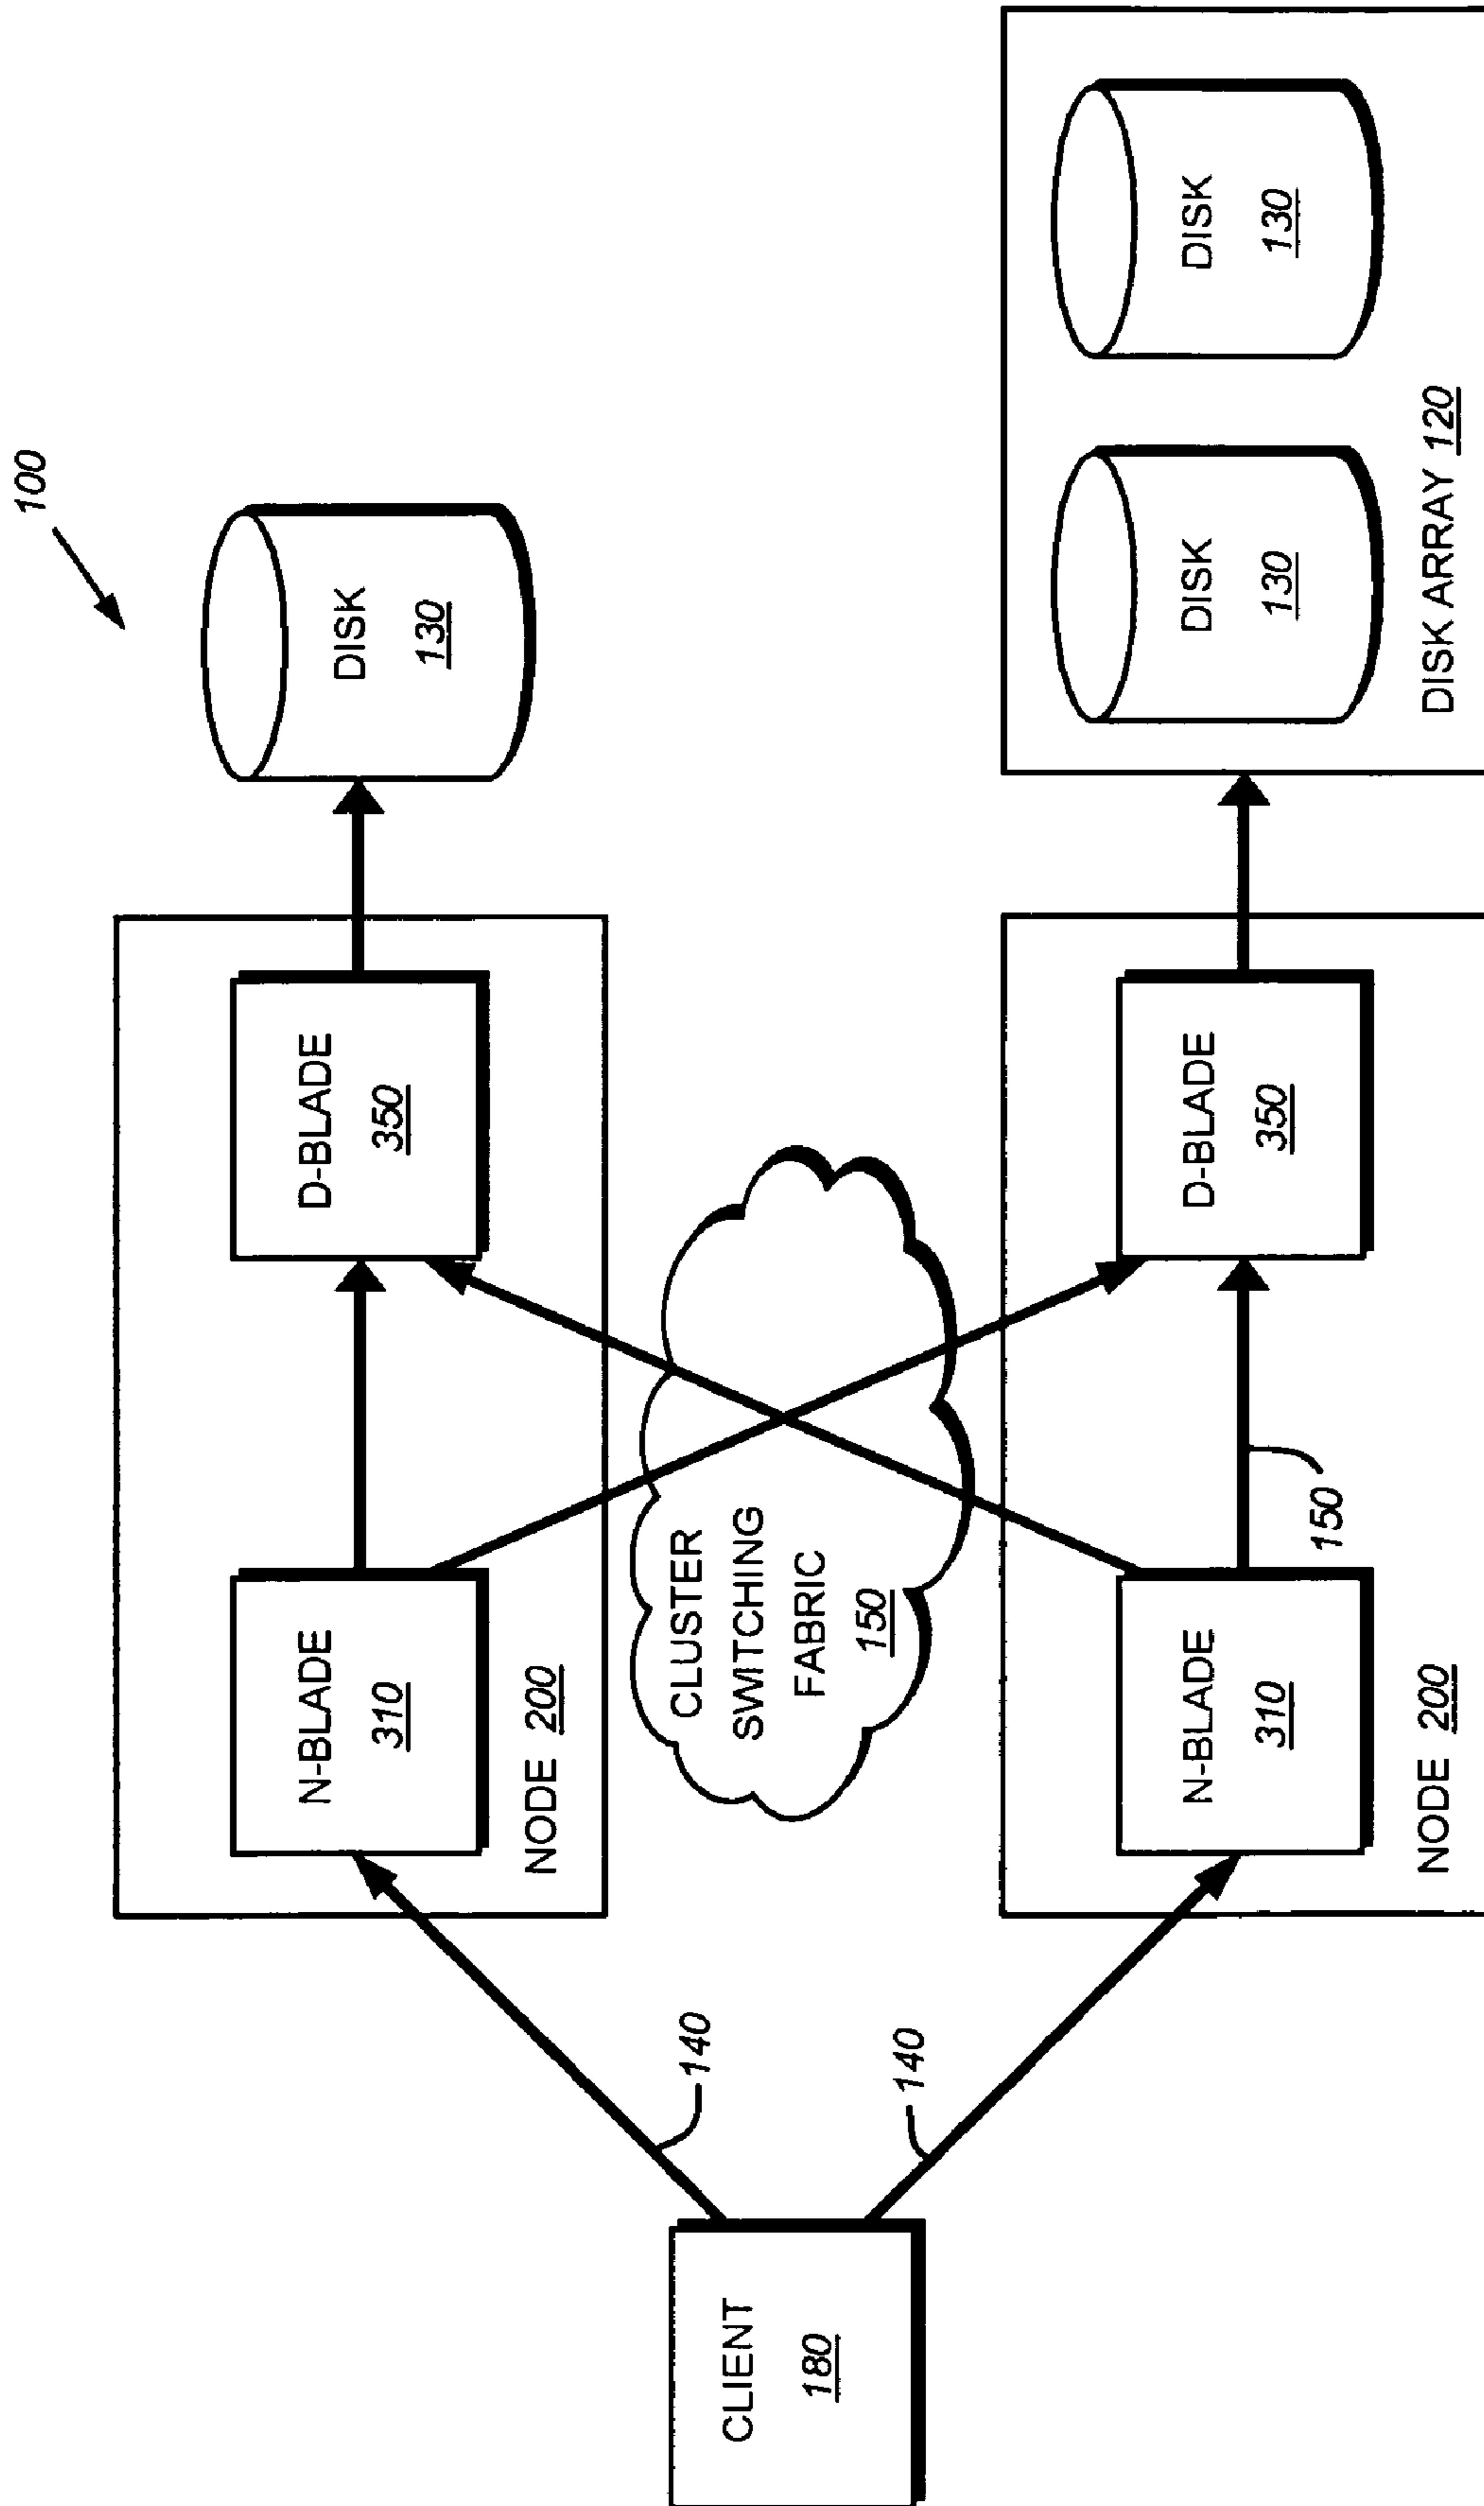 100
N-BLADE
310
D-BLADE
350
DISK
130
NODE 200
CLIENT
180
140
140
CLUSTER
SWITCHING
FABRIC
150
N-BLADE
310
D-BLADE
350
150
NODE 200
DISK
130
DISK
130
DISK ARRAY 120